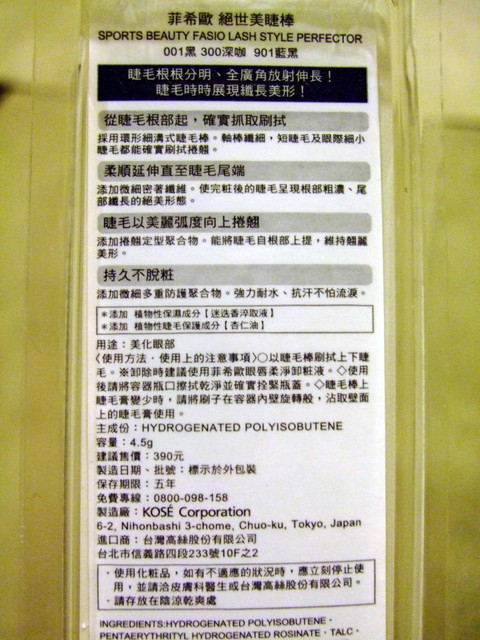 菲希歐 絕世美睫棒
SPORTS BEAUTY FASIO LASH STYLE PERFECTOR
001黑 300深咖 901藍黑
睫毛根根分明、全廣角放射伸長！
睫毛時時展現纖長美形！
從睫毛根部起，確實抓取刷拭
採用環形細溝式睫毛棒。軸棒纖細，短睫毛及眼際細小
睫毛都能確實刷拭捲翹。
柔順延伸直至睫毛尾端
添加微細密著纖維。使完粧後的睫毛呈現根部粗濃、尾
部纖長的絕美形態。
睫毛以美麗弧度向上捲翹
添加捲翹定型聚合物。能將睫毛自根部上提，維持翹麗
美形。
持久不脫粧
添加微細多重防護聚合物。強力耐水、抗汗不怕流淚。
＊添加 植物性保濕成分【迷迭香淬取液】
＊添加 植物性睫毛保護成分【杏仁油】
用途：美化眼部
〈使用方法．使用上的注意事項〉○以睫毛棒刷拭上下睫
毛。※卸除時建議使用菲希歐眼唇柔淨卸粧液。◇使用
後請將容器瓶口擦拭乾淨並確實拴緊瓶蓋。◇睫毛棒上
睫毛膏變少時，請將刷子在容器內壁旋轉般，沾取壁面
上的睫毛膏使用。
主成份：HYDROGENATED POLYISOBUTENE
容量：4.5g
建議售價：390元
製造日期、批號：標示於外包裝
保存期限：五年
免費專線：0800-098-158
製造廠：KOSÉ Corporation
6-2, Nihonbashi 3-chome, Chuo-ku, Tokyo, Japan
進口商：台灣高絲股份有限公司
台北市信義路四段233號10F之2
．使用化粧品，如有不適應的狀況時，應立刻停止使
用，並請洽皮膚科醫生或台灣高絲股份有限公司。
．請存放在陰涼乾爽處
INGREDIENTS:HYDROGENATED POLYISOBUTENE．
PENTAERYTHRITYL HYDROGENATED ROSINATE．TALC．